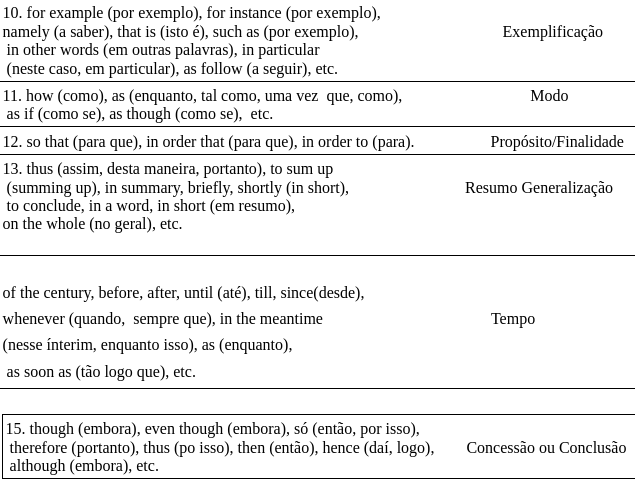 10. for example (por exemplo), for instance (por exemplo),
namely (a saber), that is (isto é), such as (por exemplo),
in other words (em outras palavras), in particular
(neste caso, em particular), as follow (a seguir), etc.
Exemplificação
11. how (como), as (enquanto, tal como, uma vez que, como),
as if (como se), as though (como se), etc.
Modo
12. so that (para que), in order that (para que), in order to (para).
Propósito/Finalidade
13. thus (assim, desta maneira, portanto), to sum up
(summing up), in summary, briefly, shortly (in short),
to conclude, in a word, in short (em resumo),
on the whole (no geral), etc.
Resumo Generalização
of the century, before, after, until (até), till, since(desde),
whenever (quando, sempre que), in the meantime
(nesse ínterim, enquanto isso), as (enquanto),
as soon as (tão logo que), etc.
Tempo
15. though (embora), even though (embora), só (então, por isso),
therefore (portanto), thus (po isso), then (então), hence (daí, logo),
although (embora), etc.
Concessão ou Conclusão